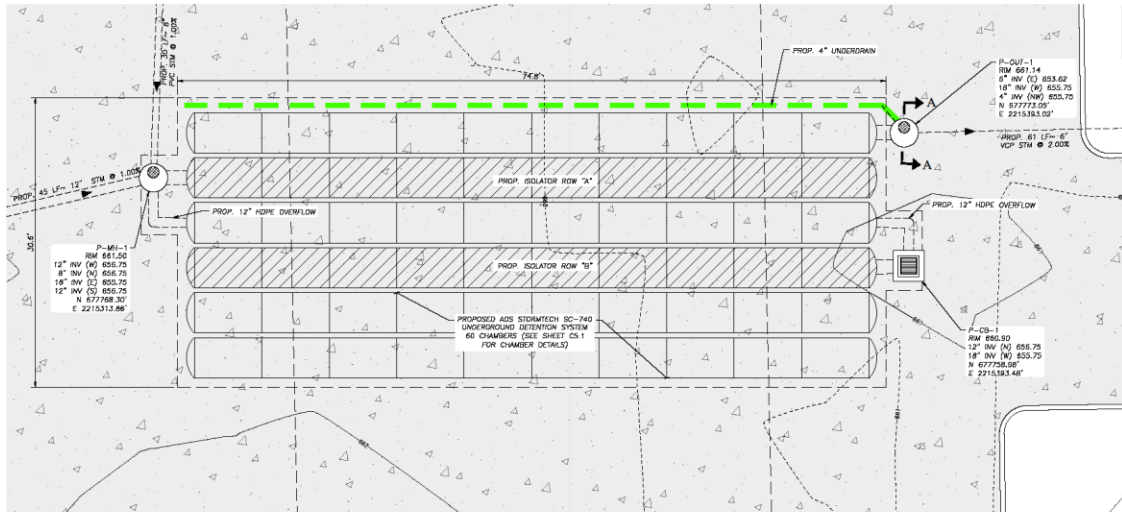 PROP. 30 LF~ 8"
PVC STM @ 1.00%
74.8'
PROP. 4" UNDERDRAIN
P-OUT-1
RIM 661.14
6" INV (E) 653.62
18" INV (W) 655.75
4" INV (NW) 655.75
N 677773.05'
E 2215393.02'
A
A
PROP. 61 LF~ 6"
VCP STM @ 2.00%
PROP. 45 LF~ 12" STM @ 1.00%
PROP. ISOLATOR ROW "A"
PROP. 12" HDPE OVERFLOW
PROP. 12" HDPE OVERFLOW
30.6'
P-MH-1
RIM 661.50
12" INV (W) 656.75
8" INV (N) 656.75
18" INV (E) 655.75
12" INV (S) 656.75
N 677768.30'
E 2215313.86'
PROP. ISOLATOR ROW "B"
661
PROPOSED ADS STORMTECH SC-740
UNDERGROUND DETENTION SYSTEM
60 CHAMBERS (SEE SHEET C5.1
FOR CHAMBER DETAILS)
P-CB-1
RIM 660.90
12" INV (N) 656.75
18" INV (W) 655.75
N 677758.98'
E 2215393.48'
661
662